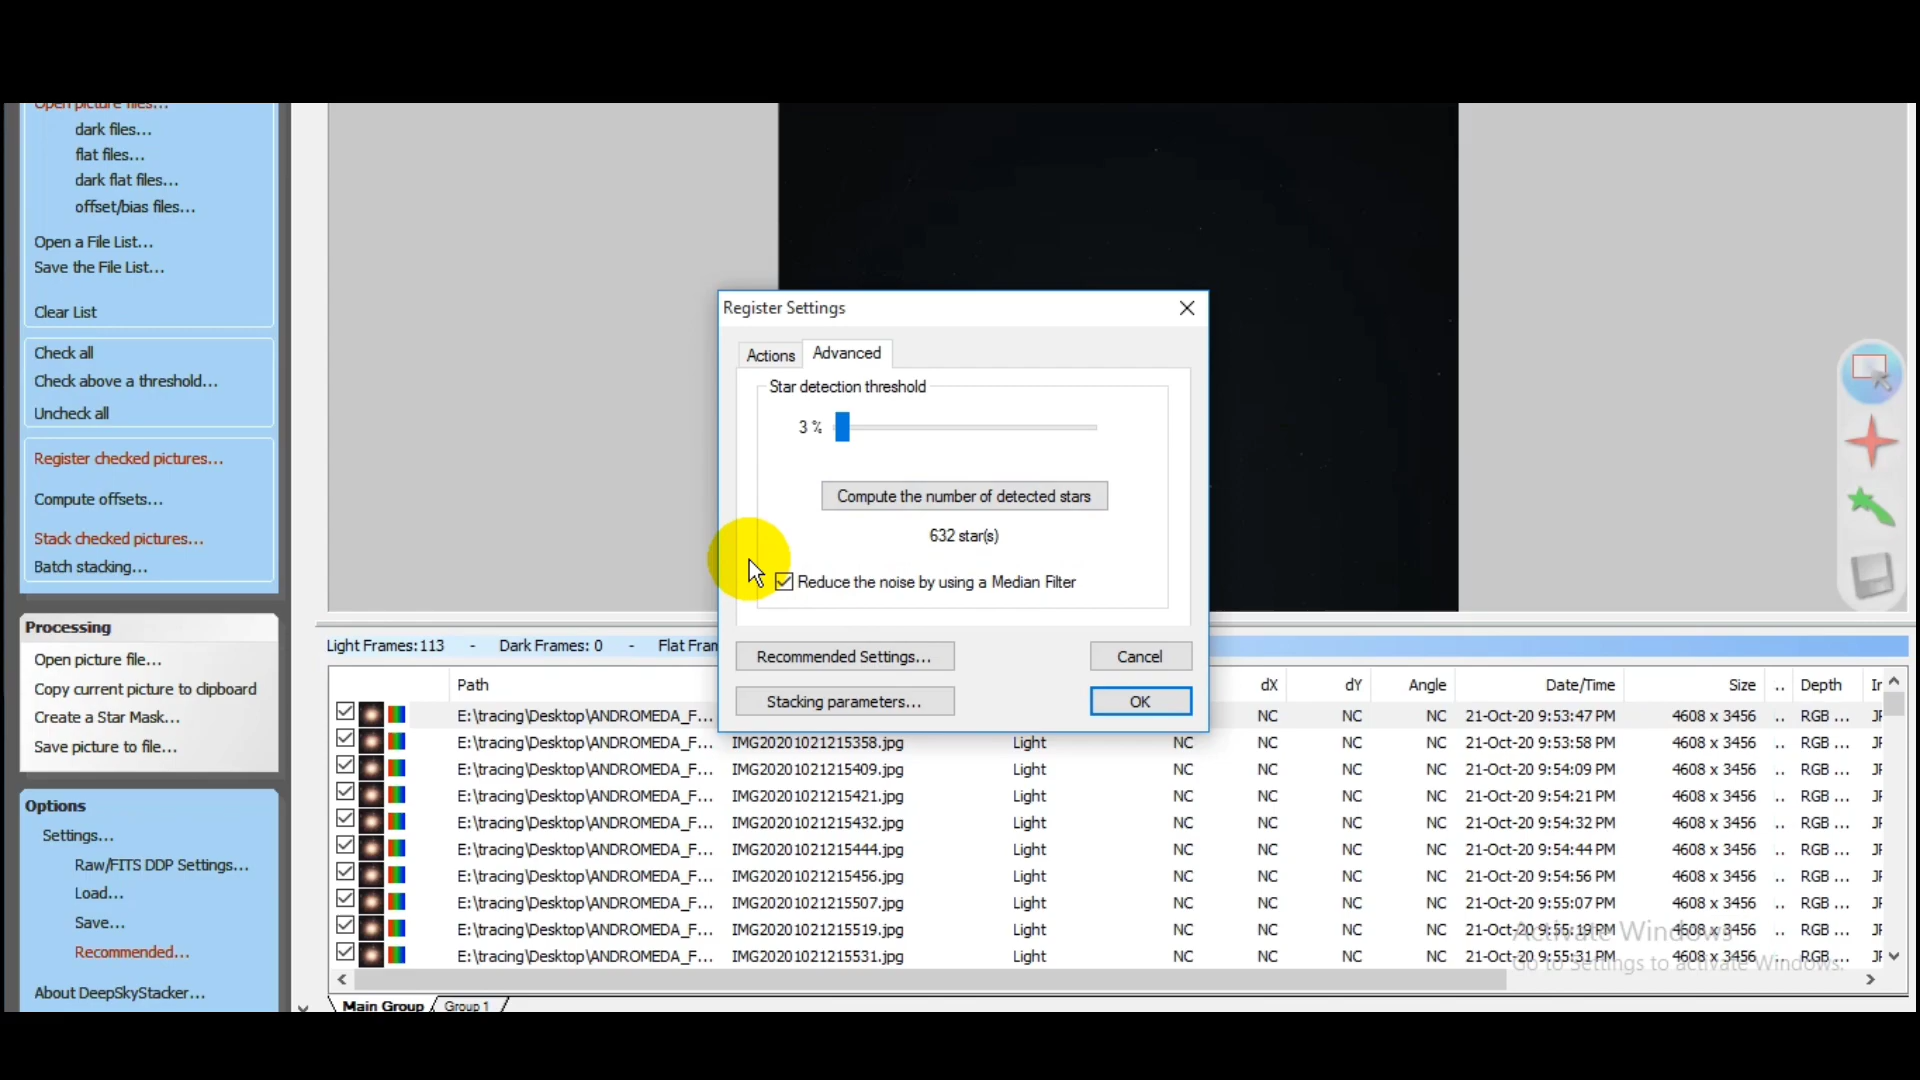 Open picture files...
dark files...
flat files...
dark flat files...
offset/bias files...
Open a File List...
Save the File List...
Clear List
Check all
Check above a threshold...
Uncheck all
Register checked pictures...
Compute offsets...
Stack checked pictures...
Batch stacking...
Processing
Open picture file...
Copy current picture to clipboard
Create a Star Mask...
Save picture to file...
Options
Settings...
Raw/FITS DDP Settings...
Load...
Save...
Recommended...
About DeepSkyStacker...
Register Settings
Actions
Advanced
Star detection threshold
3 %
Compute the number of detected stars
632 star(s)
Reduce the noise by using a Median Filter
Recommended Settings...
Cancel
Stacking parameters...
OK
Light Frames:113 - Dark Frames: 0 - Flat Fram
Path dX dY Angle Date/Time Size .. Depth Ir
E:\tracing\Desktop\ANDROMEDA_F... NC NC NC 21-Oct-20 9:53:47 PM 4608 x 3456 .. RGB ... JF
E:\tracing\Desktop\ANDROMEDA_F... IMG20201021215358.jpg Light NC NC NC NC 21-Oct-20 9:53:58 PM 4608 x 3456 .. RGB ... JF
E:\tracing\Desktop\ANDROMEDA_F... IMG20201021215409.jpg Light NC NC NC NC 21-Oct-20 9:54:09 PM 4608 x 3456 .. RGB ... JF
E:\tracing\Desktop\ANDROMEDA_F... IMG20201021215421.jpg Light NC NC NC NC 21-Oct-20 9:54:21 PM 4608 x 3456 .. RGB ... JF
E:\tracing\Desktop\ANDROMEDA_F... IMG20201021215432.jpg Light NC NC NC NC 21-Oct-20 9:54:32 PM 4608 x 3456 .. RGB ... JF
E:\tracing\Desktop\ANDROMEDA_F... IMG20201021215444.jpg Light NC NC NC NC 21-Oct-20 9:54:44 PM 4608 x 3456 .. RGB ... JF
E:\tracing\Desktop\ANDROMEDA_F... IMG20201021215456.jpg Light NC NC NC NC 21-Oct-20 9:54:56 PM 4608 x 3456 .. RGB ... JF
E:\tracing\Desktop\ANDROMEDA_F... IMG20201021215507.jpg Light NC NC NC NC 21-Oct-20 9:55:07 PM 4608 x 3456 .. RGB ... JF
E:\tracing\Desktop\ANDROMEDA_F... IMG20201021215519.jpg Light NC NC NC NC 21-Oct-20 9:55:19 PM 4608 x 3456 .. RGB ... JF
E:\tracing\Desktop\ANDROMEDA_F... IMG20201021215531.jpg Light NC NC NC NC 21-Oct-20 9:55:31 PM 4608 x 3456 .. RGB ... JF
Activate Windows
Go to Settings to activate Windows.
Main Group Group 1